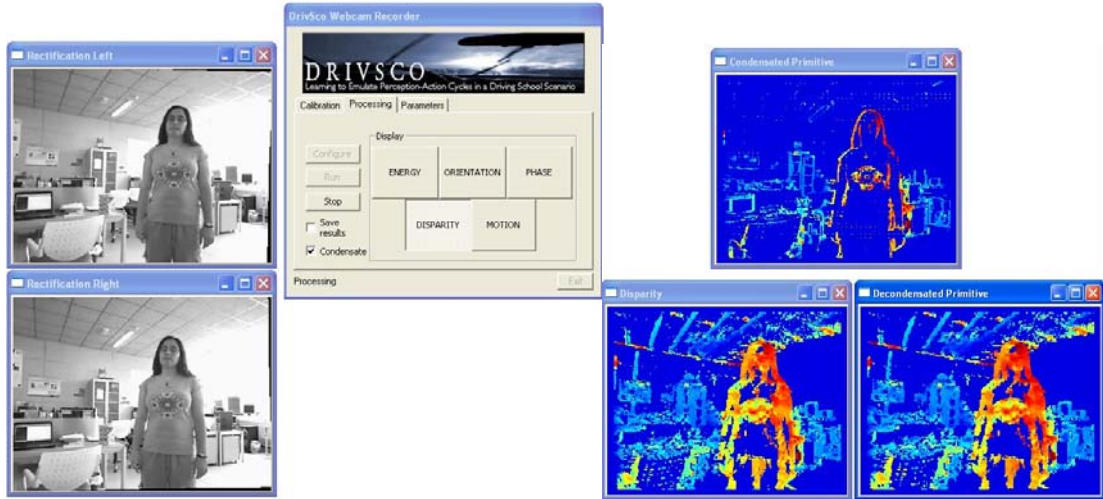 Rectification Left
DrivSco Webcam Recorder
DRIVSCO
Learning to Emulate Perception-Action Cycles in a Driving School Scenario
Calibration Processing Parameters
Display
Configure
Run
Stop
Save results
Condensate
ENERGY ORIENTATION PHASE
DISPARITY MOTION
Processing Exit
Condensated Primitive
Rectification Right
Disparity
Decondensated Primitive